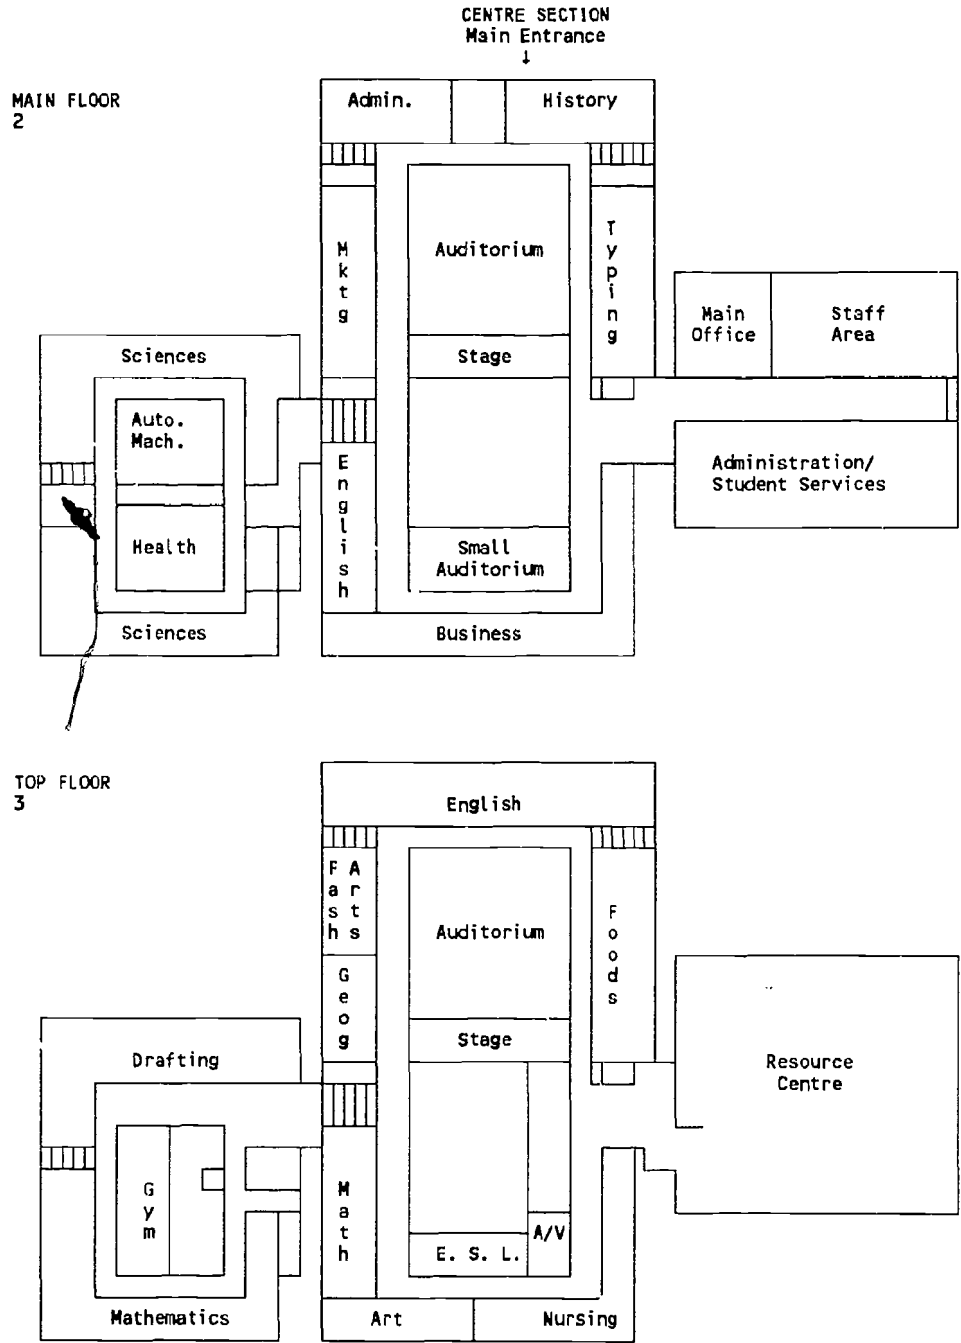 CENTRE SECTION
Main Entrance
↓
MAIN FLOOR
2
Admin.
History
Mktg
Auditorium
Typing
Main
Office
Staff
Area
Sciences
Stage
Auto.
Mach.
English
Administration/
Student Services
Health
Small
Auditorium
Sciences
Business
TOP FLOOR
3
English
Fash
Arts
Auditorium
Foods
Geog
Stage
Drafting
Resource
Centre
Gym
Math
A/V
E. S. L.
Mathematics
Art
Nursing